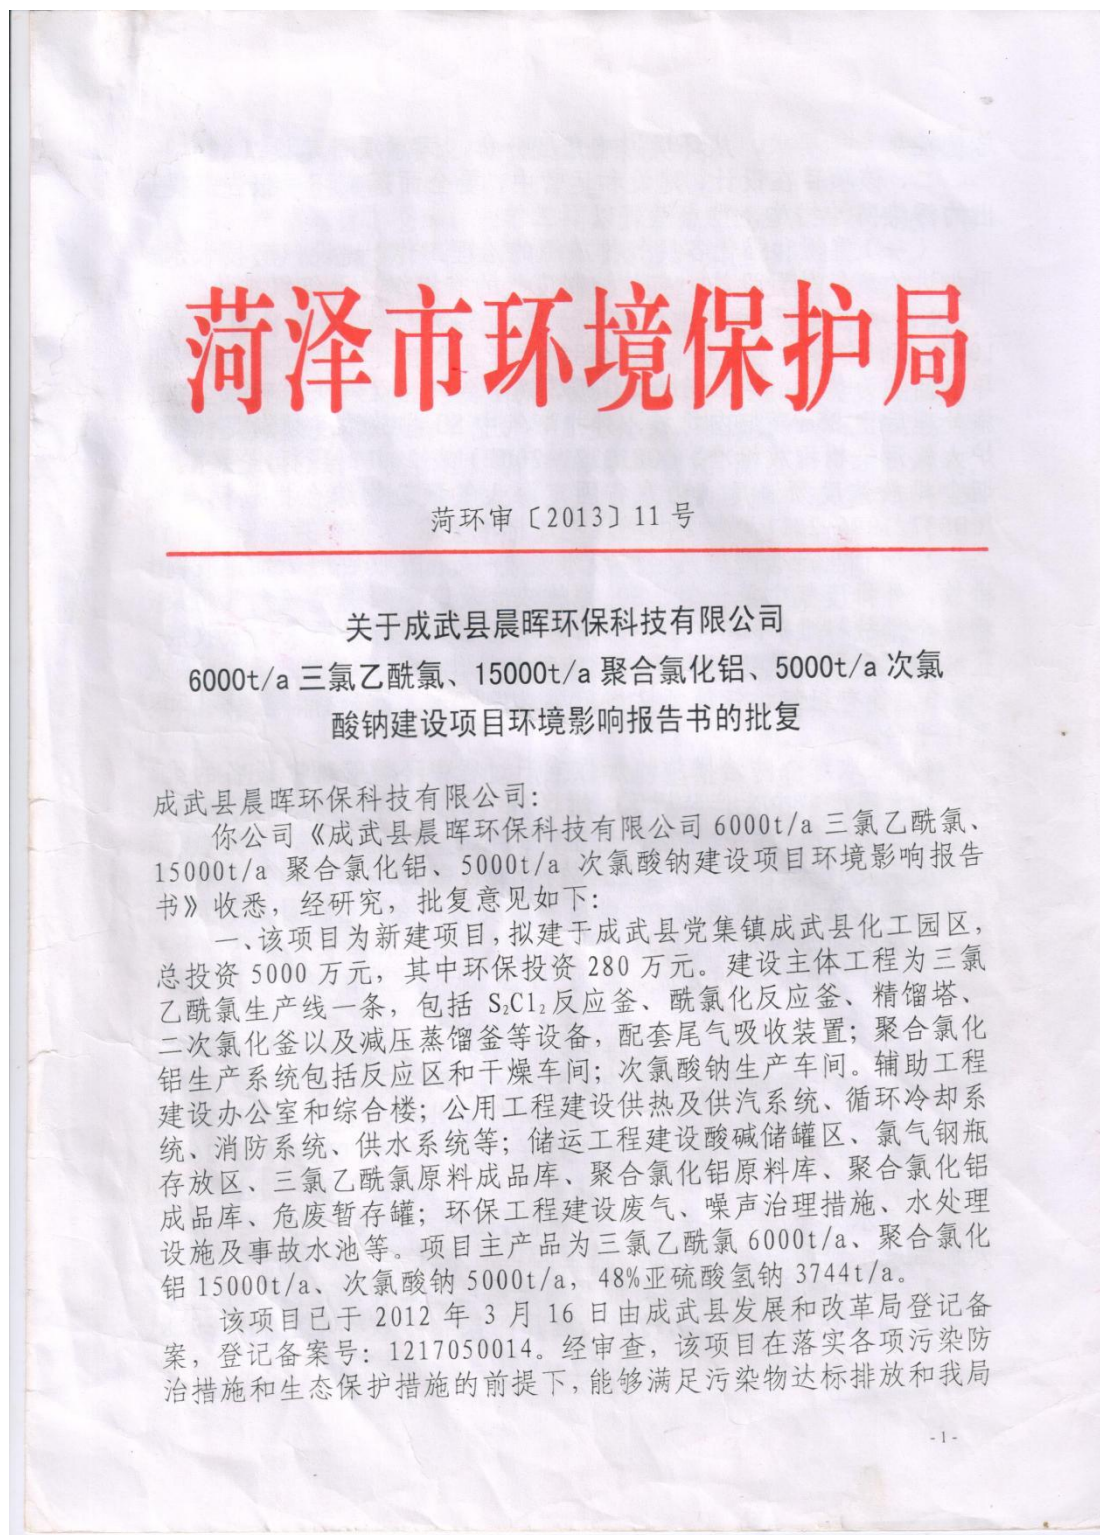 菏泽市环境保护局
菏环审〔2013〕11号
关于成武县晨晖环保科技有限公司
6000t/a三氯乙酰氯、15000t/a聚合氯化铝、5000t/a次氯
酸钠建设项目环境影响报告书的批复
成武县晨晖环保科技有限公司：
你公司《成武县晨晖环保科技有限公司6000t/a三氯乙酰氯、
15000t/a 聚合氯化铝、5000t/a 次氯酸钠建设项目环境影响报告
书》收悉，经研究，批复意见如下：
一、该项目为新建项目，拟建于成武县党集镇成武县化工园区，
总投资5000万元，其中环保投资280万元。建设主体工程为三氯
乙酰氯生产线一条，包括S₂Cl₂反应釜、酰氯化反应釜、精馏塔、
二次氯化釜以及减压蒸馏釜等设备，配套尾气吸收装置；聚合氯化
铝生产系统包括反应区和干燥车间；次氯酸钠生产车间。辅助工程
建设办公室和综合楼；公用工程建设供热及供汽系统、循环冷却系
统、消防系统、供水系统等；储运工程建设酸碱储罐区、氯气钢瓶
存放区、三氯乙酰氯原料成品库、聚合氯化铝原料库、聚合氯化铝
成品库、危废暂存罐；环保工程建设废气、噪声治理措施、水处理
设施及事故水池等。项目主产品为三氯乙酰氯6000t/a、聚合氯化
铝15000t/a、次氯酸钠5000t/a，48%亚硫酸氢钠3744t/a。
该项目已于2012年3月16日由成武县发展和改革局登记备
案，登记备案号：1217050014。经审查，该项目在落实各项污染防
治措施和生态保护措施的前提下，能够满足污染物达标排放和我局
-1-